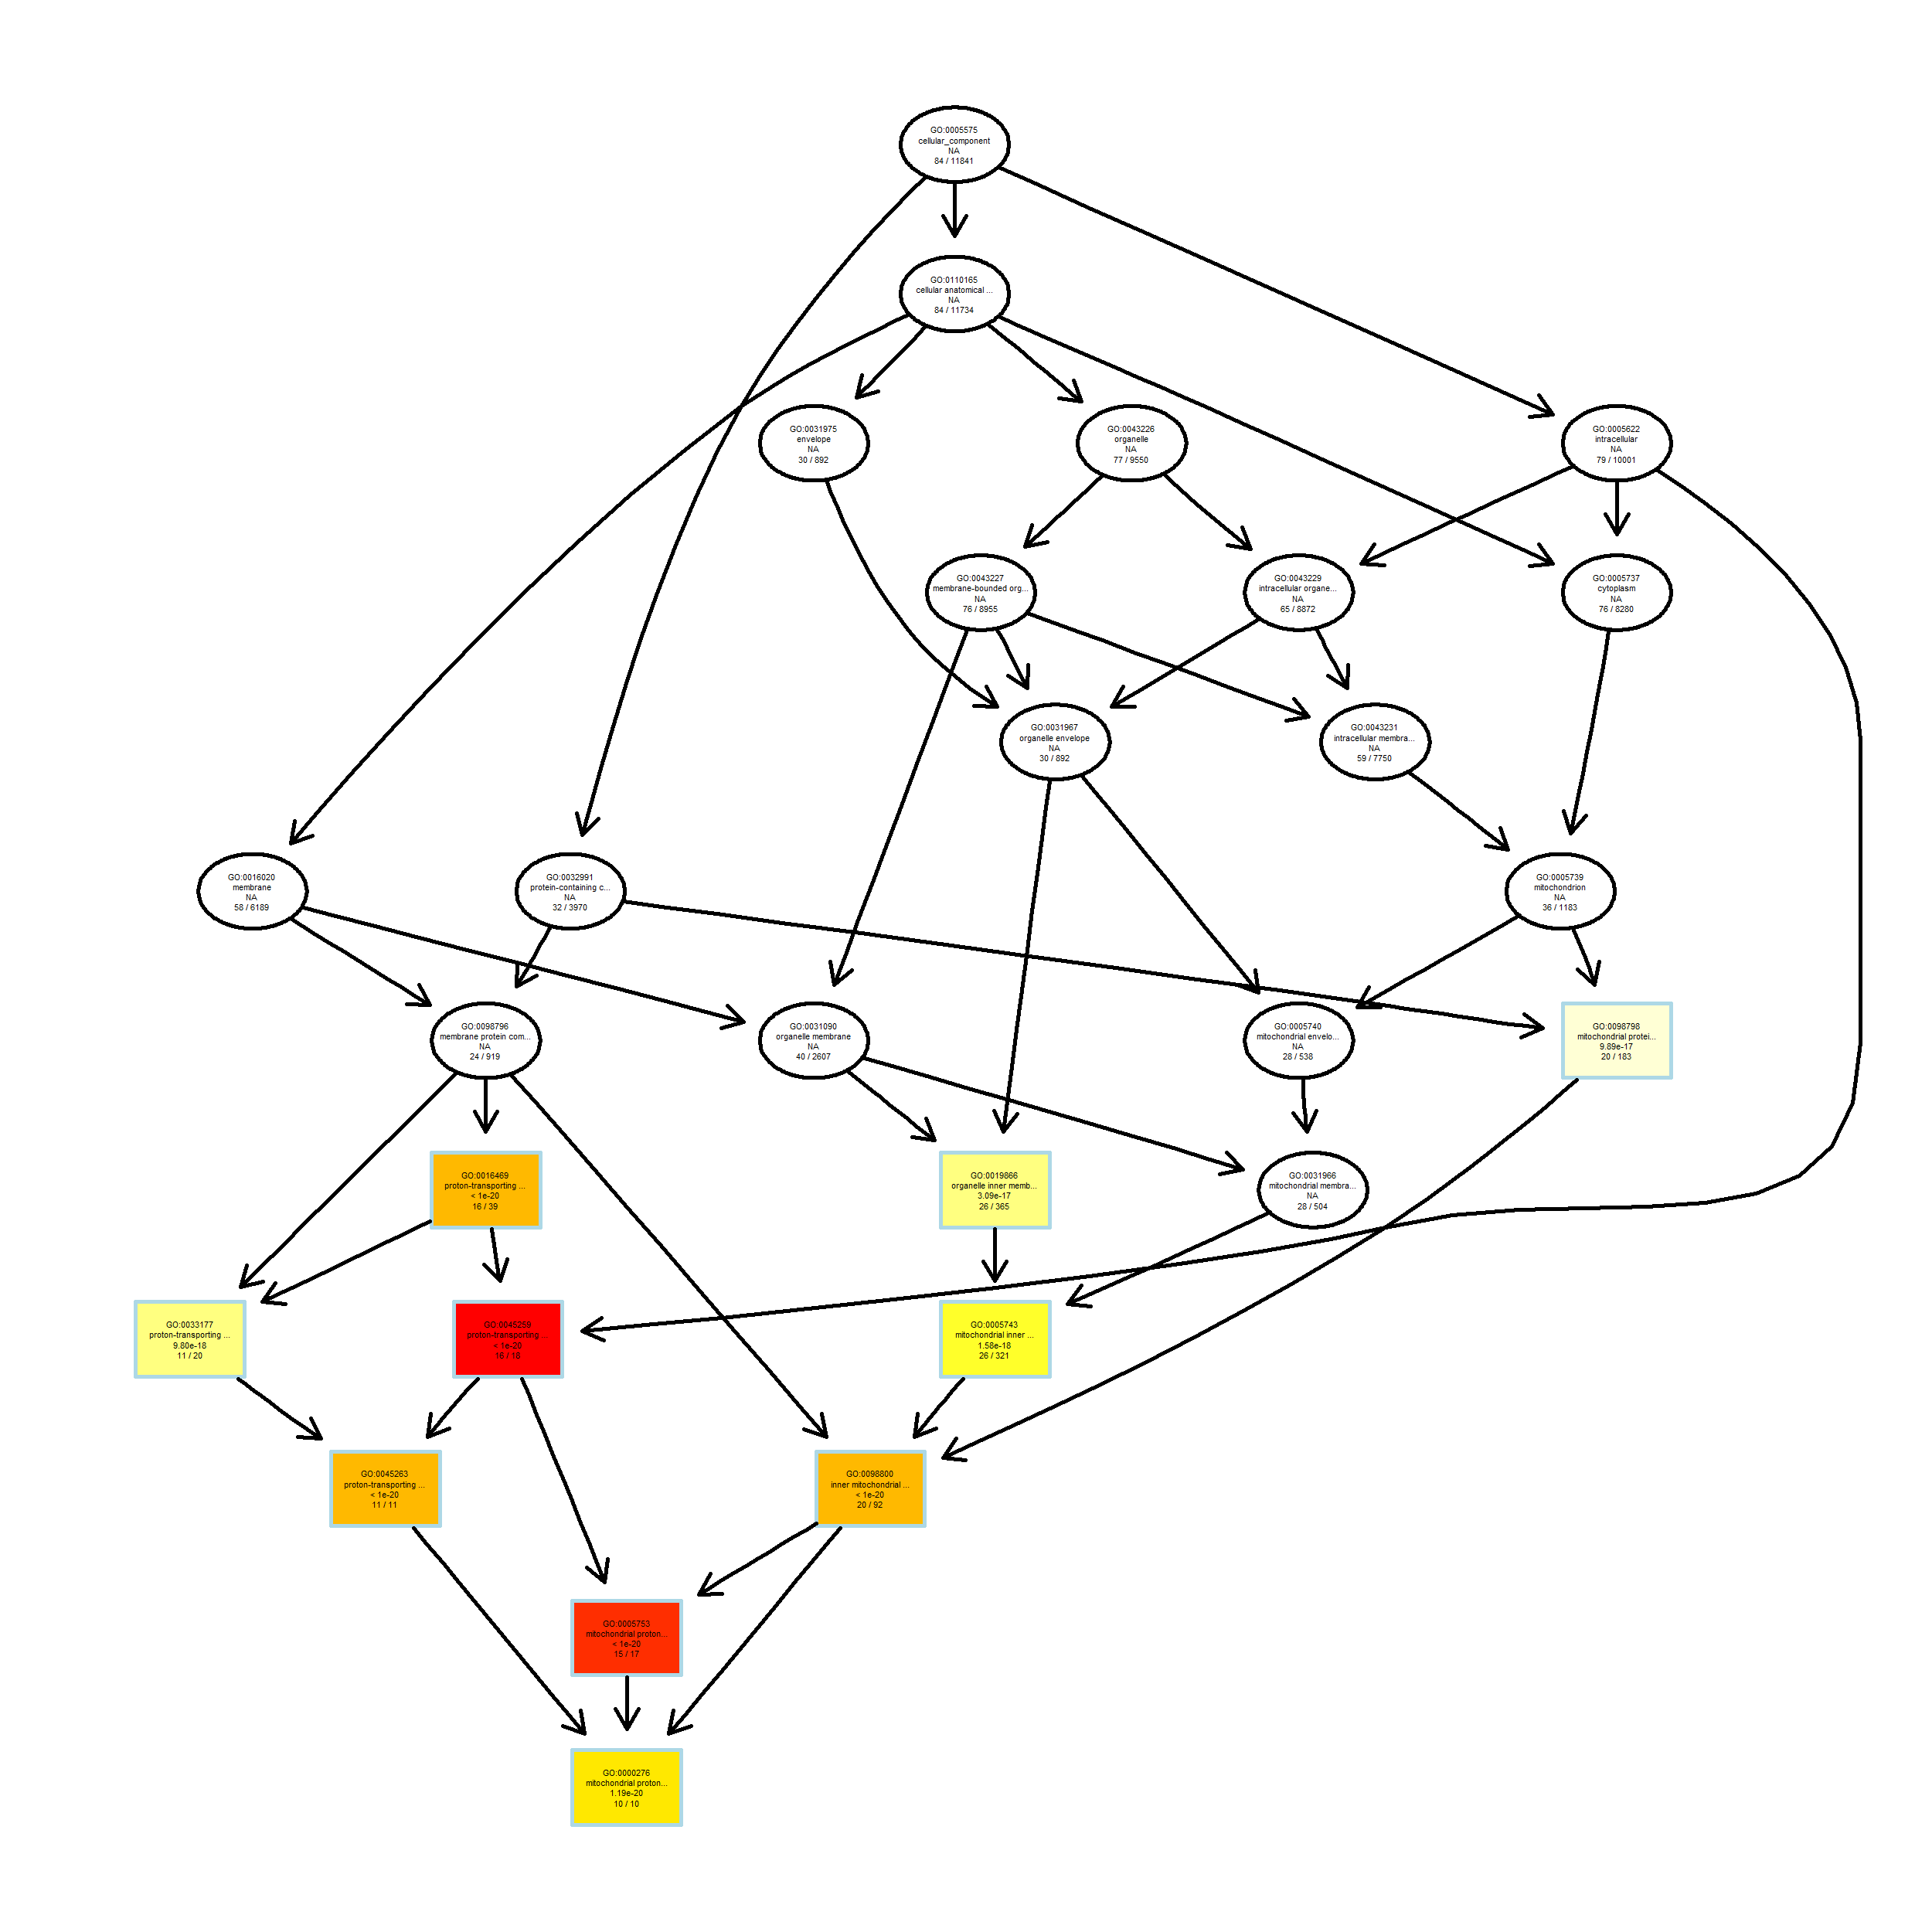 GO:0005575
cellular_component
NA
84 / 11841
GO:0110165
cellular anatomical ...
NA
84 / 11734
GO:0031975
envelope
NA
30 / 892
GO:0043226
organelle
NA
77 / 9550
GO:0005622
intracellular
NA
79 / 10001
GO:0043227
membrane-bounded org...
NA
76 / 8955
GO:0043229
intracellular organe...
NA
65 / 8872
GO:0005737
cytoplasm
NA
76 / 8280
GO:0031967
organelle envelope
NA
30 / 892
GO:0043231
intracellular membra...
NA
59 / 7750
GO:0016020
membrane
NA
58 / 6189
GO:0032991
protein-containing c...
NA
32 / 3970
GO:0005739
mitochondrion
NA
36 / 1183
GO:0098796
membrane protein com...
NA
24 / 919
GO:0031090
organelle membrane
NA
40 / 2607
GO:0005740
mitochondrial envelo...
NA
28 / 538
GO:0098798
mitochondrial protei...
9.89e-17
20 / 183
GO:0016469
proton-transporting ...
< 1e-20
16 / 39
GO:0019866
organelle inner memb...
3.09e-17
26 / 365
GO:0031966
mitochondrial membra...
NA
28 / 504
GO:0033177
proton-transporting ...
9.80e-18
11 / 20
GO:0045259
proton-transporting ...
< 1e-20
16 / 18
GO:0005743
mitochondrial inner ...
1.58e-18
26 / 321
GO:0045263
proton-transporting ...
< 1e-20
11 / 11
GO:0098800
inner mitochondrial ...
< 1e-20
20 / 92
GO:0005753
mitochondrial proton...
< 1e-20
15 / 17
GO:0000276
mitochondrial proton...
1.19e-20
10 / 10